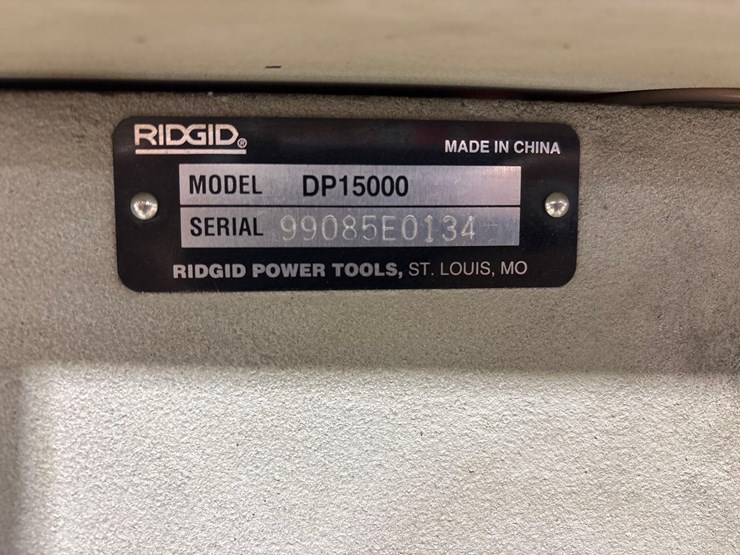 RIDGID®
MADE IN CHINA
MODEL DP15000
SERIAL 99085E0134
RIDGID POWER TOOLS, ST. LOUIS, MO